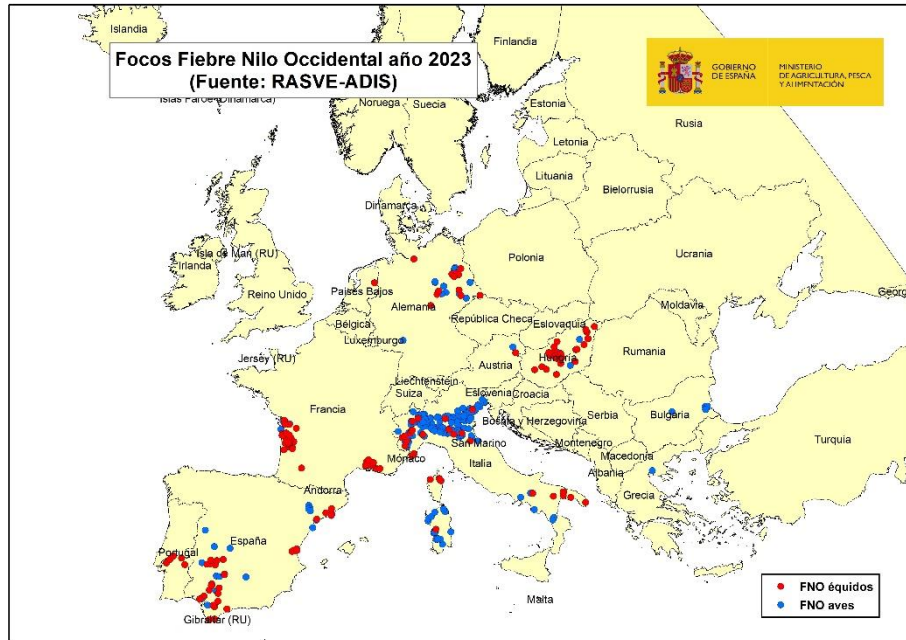 Islandia
Finlandia
Focos Fiebre Nilo Occidental año 2023
(Fuente: RASVE-ADIS)
GOBIERNO
DE ESPAÑA
MINISTERIO
DE AGRICULTURA, PESCA
Y ALIMENTACIÓN
Noruega
Suecia
Estonia
Rusia
Letonia
Lituania
Dinamarca
Bielorrusia
Isla de Man (RU)
Irlanda
Reino Unido
Países Bajos
Polonia
Ucrania
Alemania
Bélgica
República Checa
Moldavia
Georg
Luxemburgo
Eslovaquia
Jersey (RU)
Austria
Hungría
Rumania
Liechtenstein
Suiza
Eslovenia
Croacia
Francia
Bosnia y Herzegovina
Serbia
Bulgaria
San Marino
Montenegro
Mónaco
Italia
Macedonia
Albania
Turquia
Andorra
Grecia
España
Portugal
Malta
Gibraltar (RU)
FNO équidos
FNO aves